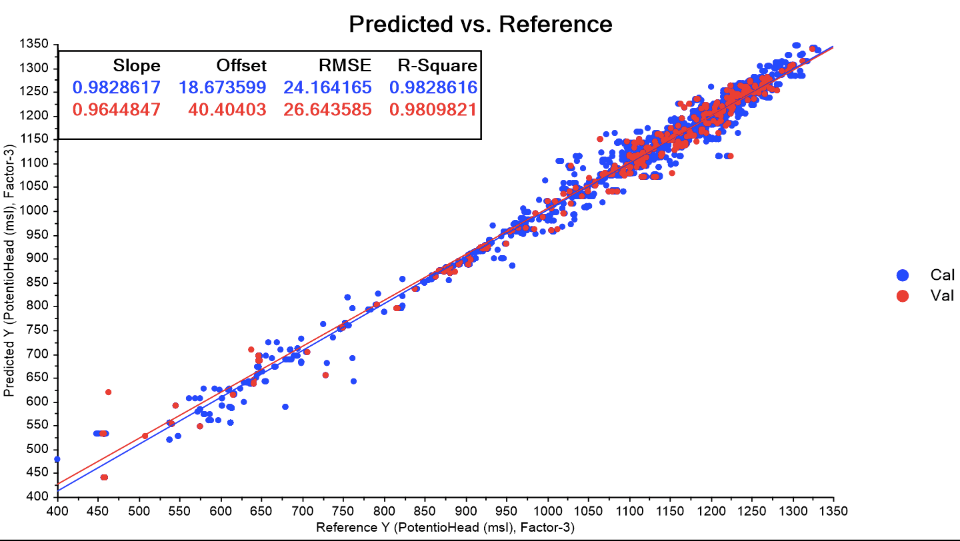 Predicted vs. Reference
Slope Offset RMSE R-Square
0.9828617 18.673599 24.164165 0.9828616
0.9644847 40.40403 26.643585 0.9809821
1350
1300
1250
1200
1150
1100
1050
1000
950
900
850
800
750
700
650
600
550
500
450
400
Predicted Y (PotentioHead (msl), Factor-3)
Cal
Val
400 450 500 550 600 650 700 750 800 850 900 950 1000 1050 1100 1150 1200 1250 1300 1350
Reference Y (PotentioHead (msl), Factor-3)